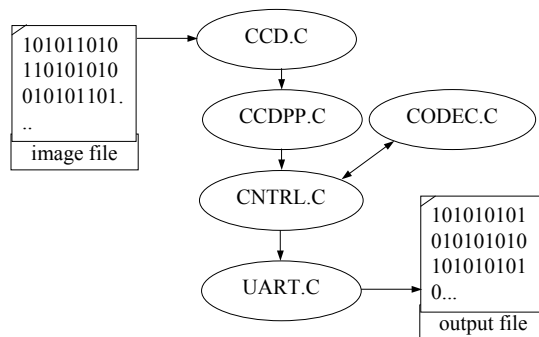 101011010
110101010
010101101.
..
image file
CCD.C
CCDPP.C
CODEC.C
CNTRL.C
UART.C
101010101
010101010
101010101
0...
output file